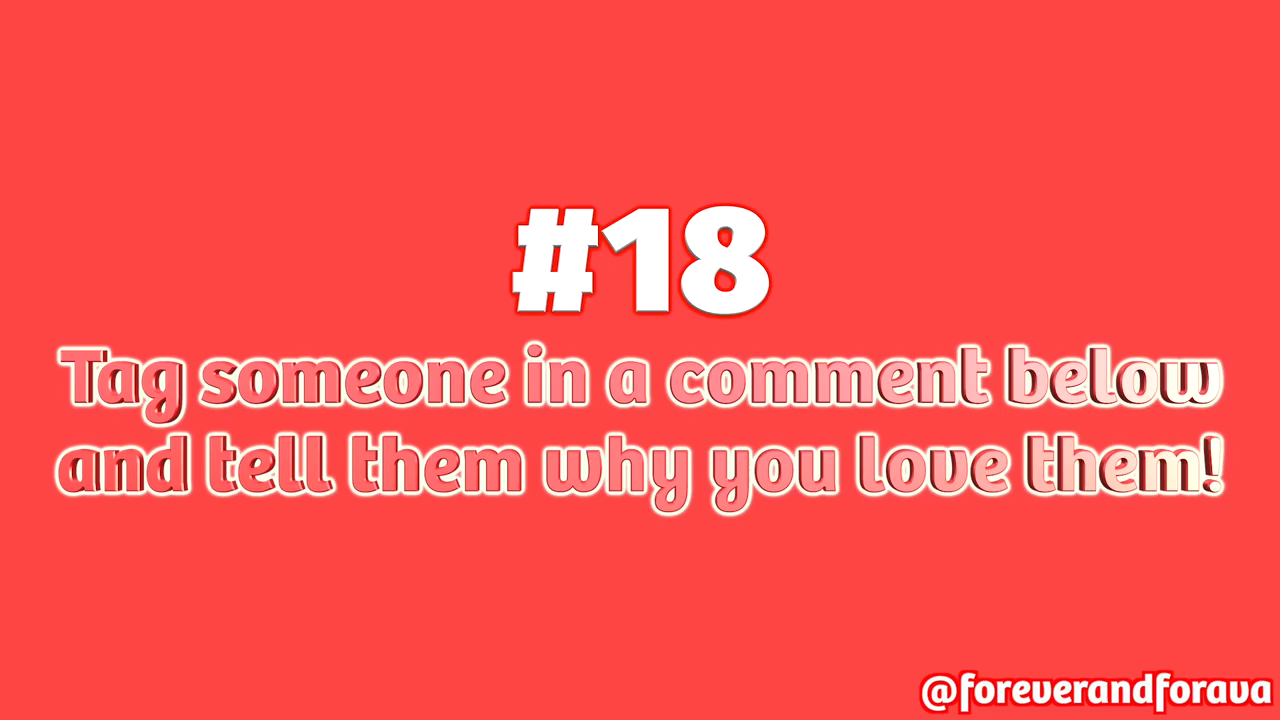 #18
Tag someone in a comment below
and tell them why you love them!
@foreverandforava